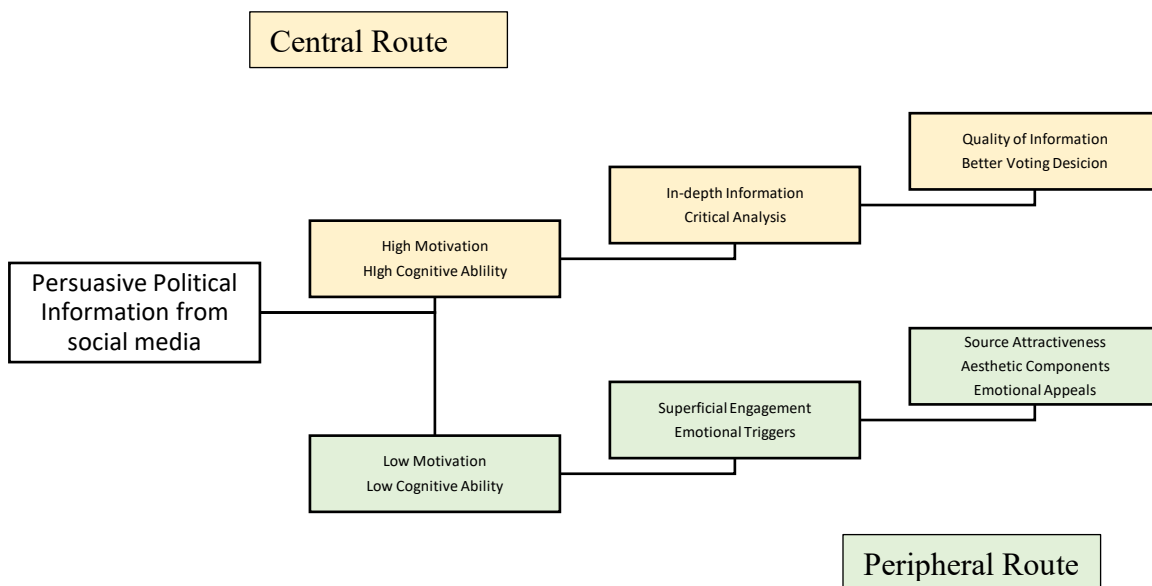 Central Route
Quality of Information
Better Voting Desicion
In-depth Information
Critical Analysis
High Motivation
HIgh Cognitive Ablility
Persuasive Political
Information from
social media
Source Attractiveness
Aesthetic Components
Emotional Appeals
Superficial Engagement
Emotional Triggers
Low Motivation
Low Cognitive Ability
Peripheral Route